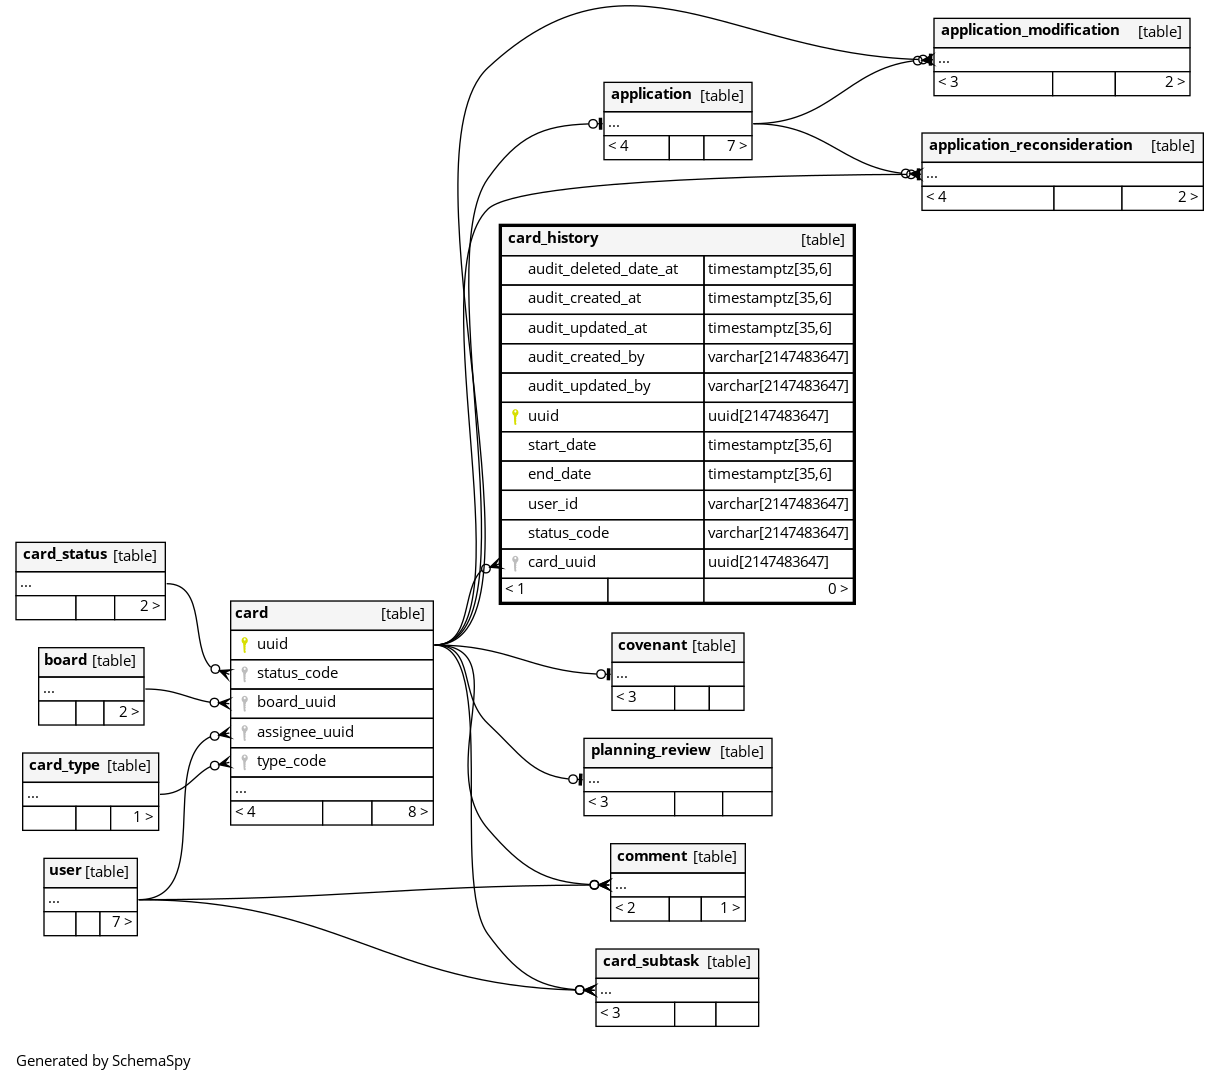 application_modification [table]
...
< 3 2 >
application [table]
...
< 4 7 >
application_reconsideration [table]
...
< 4 2 >
card_history [table]
audit_deleted_date_at timestamptz[35,6]
audit_created_at timestamptz[35,6]
audit_updated_at timestamptz[35,6]
audit_created_by varchar[2147483647]
audit_updated_by varchar[2147483647]
uuid uuid[2147483647]
start_date timestamptz[35,6]
end_date timestamptz[35,6]
user_id varchar[2147483647]
status_code varchar[2147483647]
card_uuid uuid[2147483647]
< 1 0 >
card_status [table]
...
2 >
board [table]
...
2 >
card_type [table]
...
1 >
user [table]
...
7 >
card [table]
uuid
status_code
board_uuid
assignee_uuid
type_code
...
< 4 8 >
covenant [table]
...
< 3
planning_review [table]
...
< 3
comment [table]
...
< 2 1 >
card_subtask [table]
...
< 3
Generated by SchemaSpy